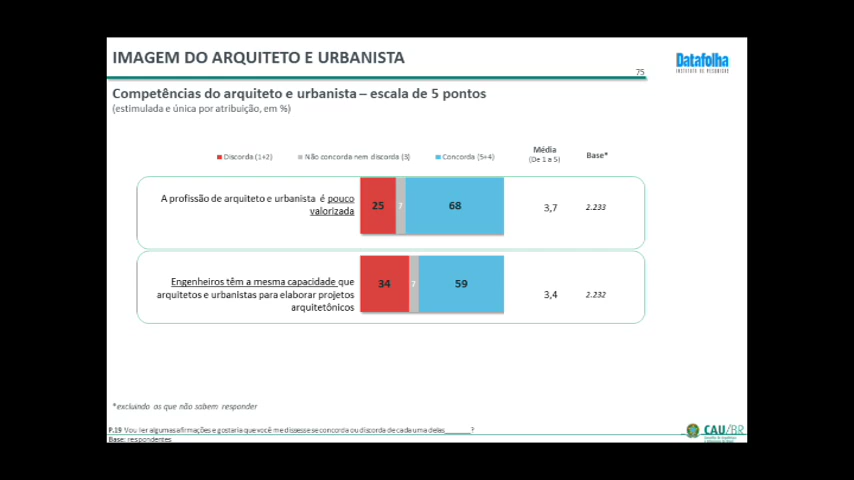 IMAGEM DO ARQUITETO E URBANISTA
Datafolha
INSTITUTO DE PESQUISAS
75
Competências do arquiteto e urbanista – escala de 5 pontos
(estimulada e única por atribuição, em %)
Discorda (1+2)
Não concorda nem discorda (3)
Concorda (5+4)
Média
(De 1 a 5)
Base*
A profissão de arquiteto e urbanista é pouco
valorizada
25
7
68
3,7
2.233
Engenheiros têm a mesma capacidade que
arquitetos e urbanistas para elaborar projetos
arquitetônicos
34
7
59
3,4
2.232
*excluindo os que não sabem responder
P.19 Vou ler algumas afirmações e gostaria que você me dissesse se concorda ou discorda de cada uma delas_______?
Base: respondentes
CAU/BR